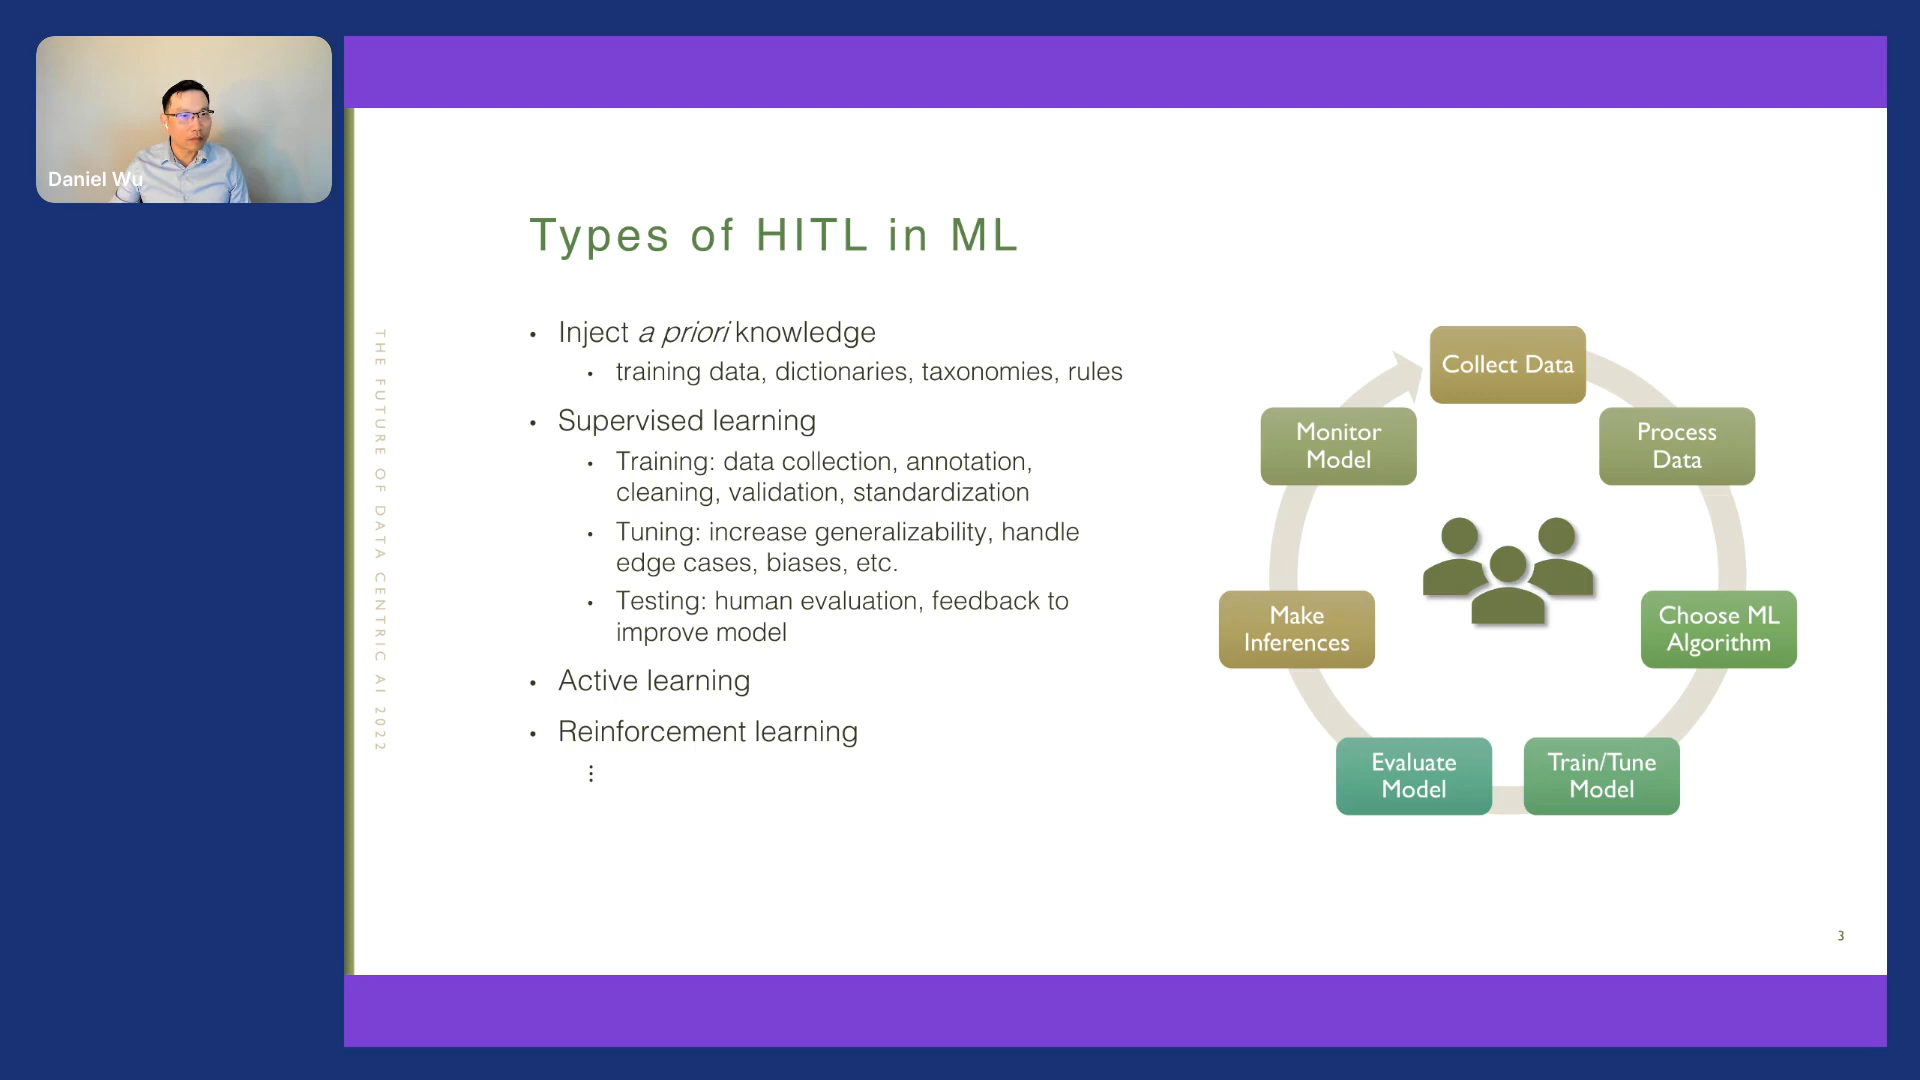 Daniel Wu
THE FUTURE OF DATA CENTRIC AI 2022
Types of HITL in ML
• Inject a priori knowledge
• training data, dictionaries, taxonomies, rules
• Supervised learning
• Training: data collection, annotation,
cleaning, validation, standardization
• Tuning: increase generalizability, handle
edge cases, biases, etc.
• Testing: human evaluation, feedback to
improve model
• Active learning
• Reinforcement learning
⋮
Collect Data
Process
Data
Choose ML
Algorithm
Train/Tune
Model
Evaluate
Model
Make
Inferences
Monitor
Model
3